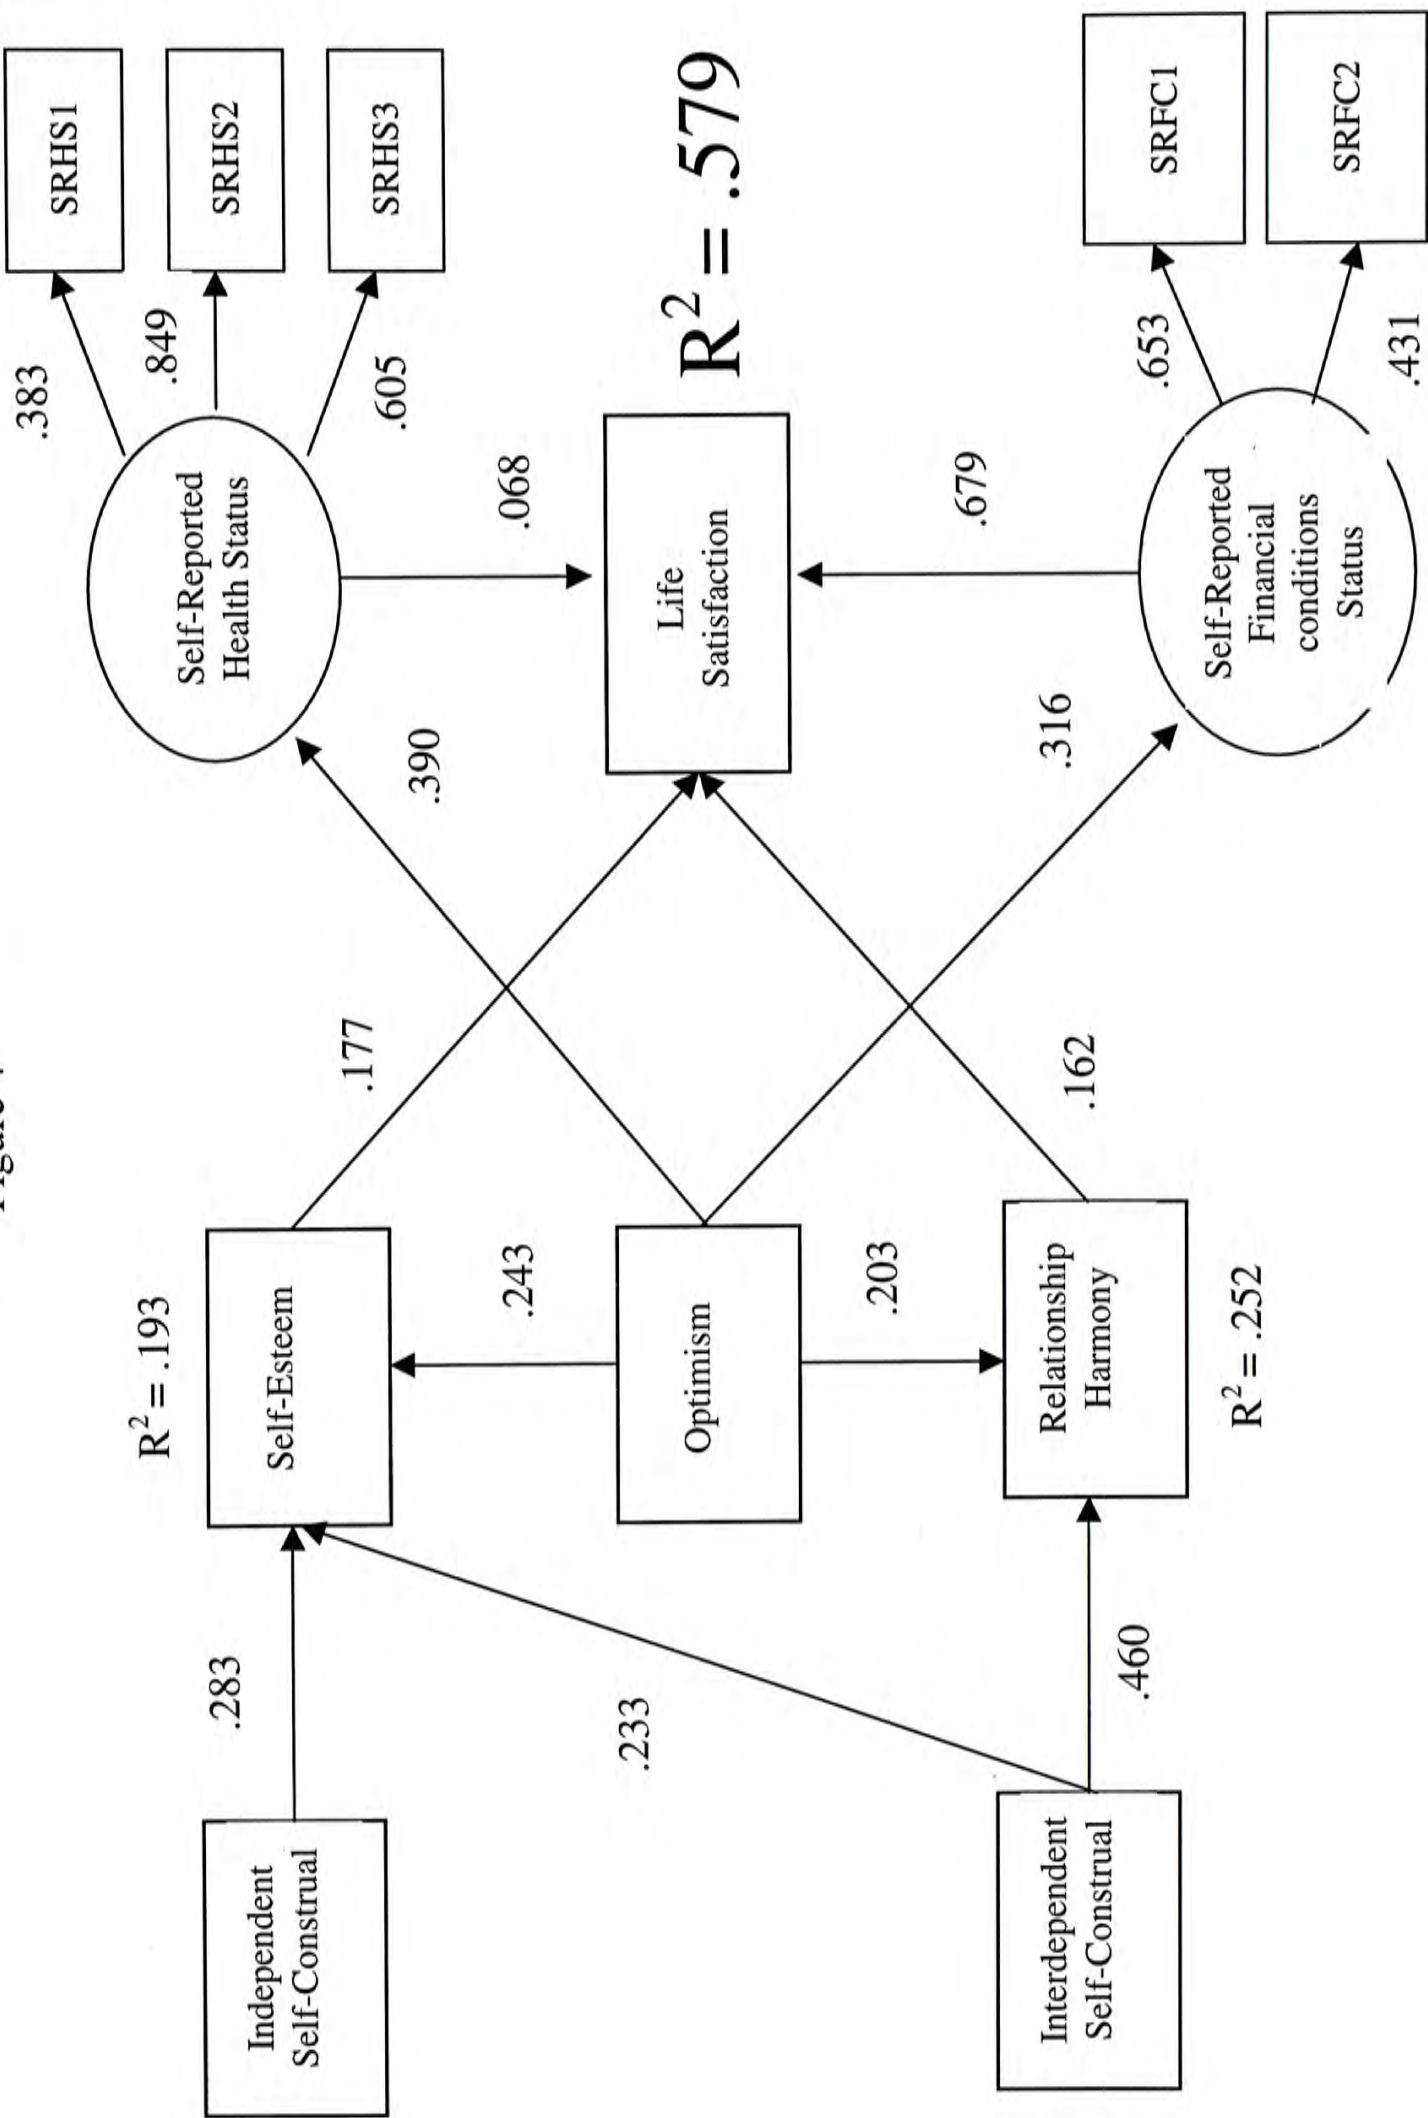 SRHS1
SRHS2
SRHS3
.383
.849
.605
Self-Reported
Health Status
.068
R² = .579
Life
Satisfaction
.679
SRFC1
SRFC2
.653
.431
Self-Reported
Financial
conditions
Status
.390
.316
.177
.162
R² = .193
Self-Esteem
.243
Optimism
.203
Relationship
Harmony
R² = .252
.283
.233
.460
Independent
Self-Construal
Interdependent
Self-Construal